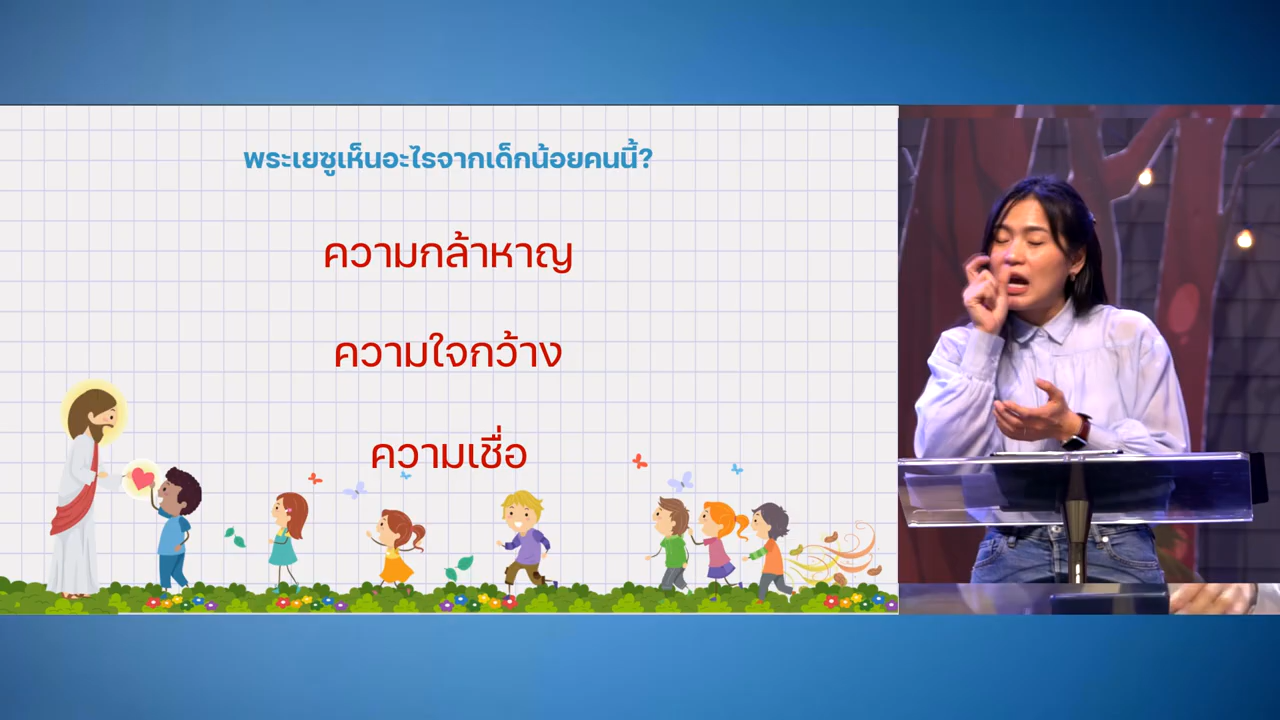 พระเยซูเห็นอะไรจากเด็กน้อยคนนี้?
ความกล้าหาญ
ความใจกว้าง
ความเชื่อ